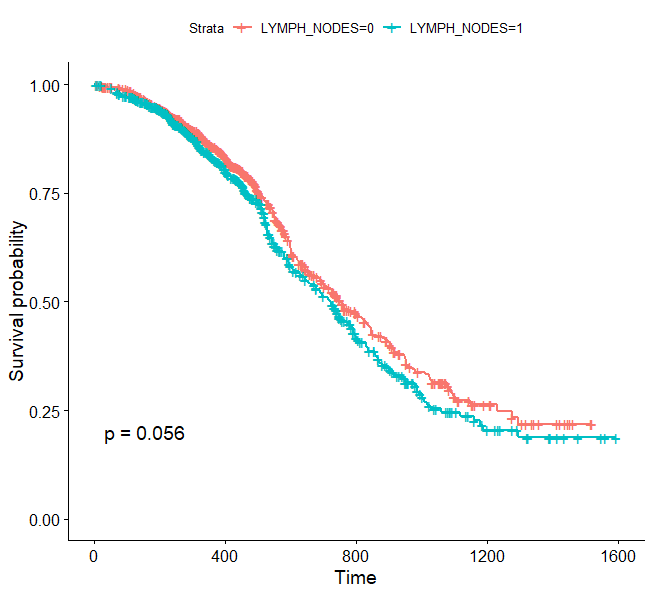 Strata LYMPH_NODES=0 LYMPH_NODES=1
Survival probability
1.00
0.75
0.50
0.25
0.00
p = 0.056
0 400 800 1200 1600
Time